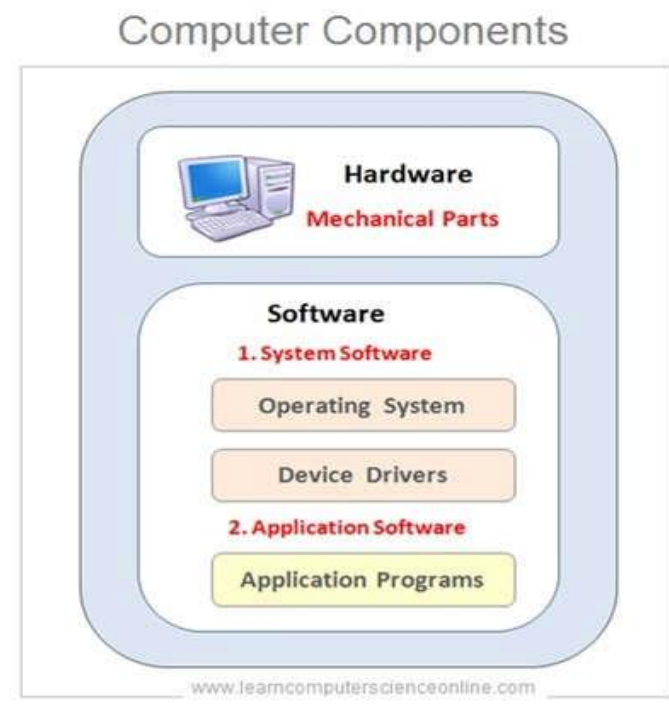 Computer Components
Hardware
Mechanical Parts
Software
1. System Software
Operating System
Device Drivers
2. Application Software
Application Programs
www.learncomputerscienceonline.com